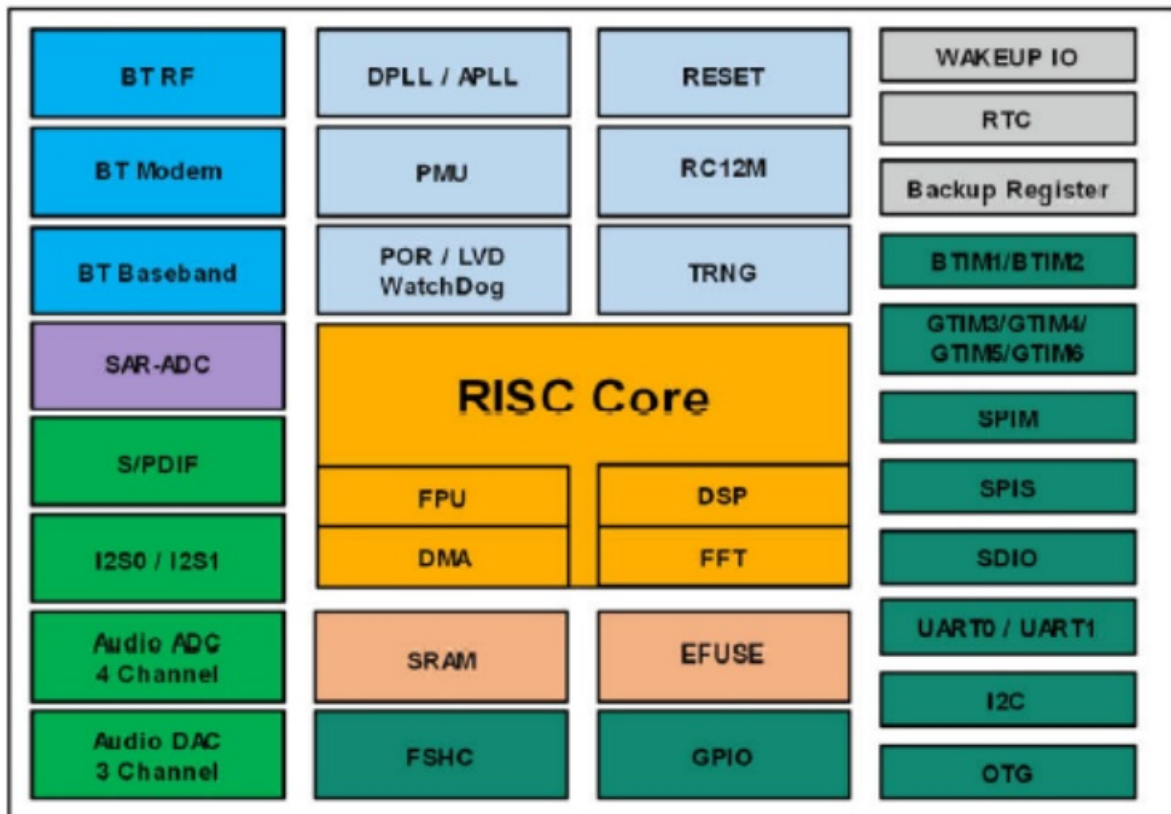 BT RF
BT Modem
BT Baseband
SAR-ADC
S/PDIF
I2S0 / I2S1
Audio ADC
4 Channel
Audio DAC
3 Channel
DPLL / APLL
RESET
PMU
RC12M
POR / LVD
WatchDog
TRNG
RISC Core
FPU
DSP
DMA
FFT
SRAM
EFUSE
FSHC
GPIO
WAKEUP IO
RTC
Backup Register
BTIM1/BTIM2
GTIM3/GTIM4/
GTIM5/GTIM6
SPIM
SPIS
SDIO
UART0 / UART1
I2C
OTG